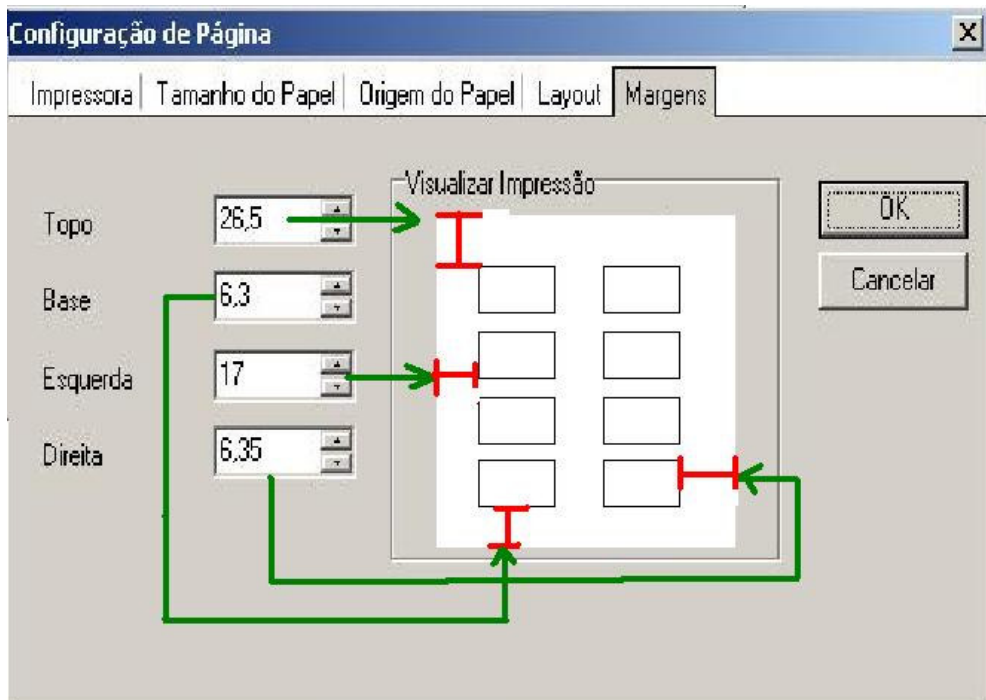 Configuração de Página
Impressora Tamanho do Papel Origem do Papel Layout Margens
Visualizar Impressão
Topo 26,5
Base 6,3
Esquerda 17
Direita 6,35
OK
Cancelar